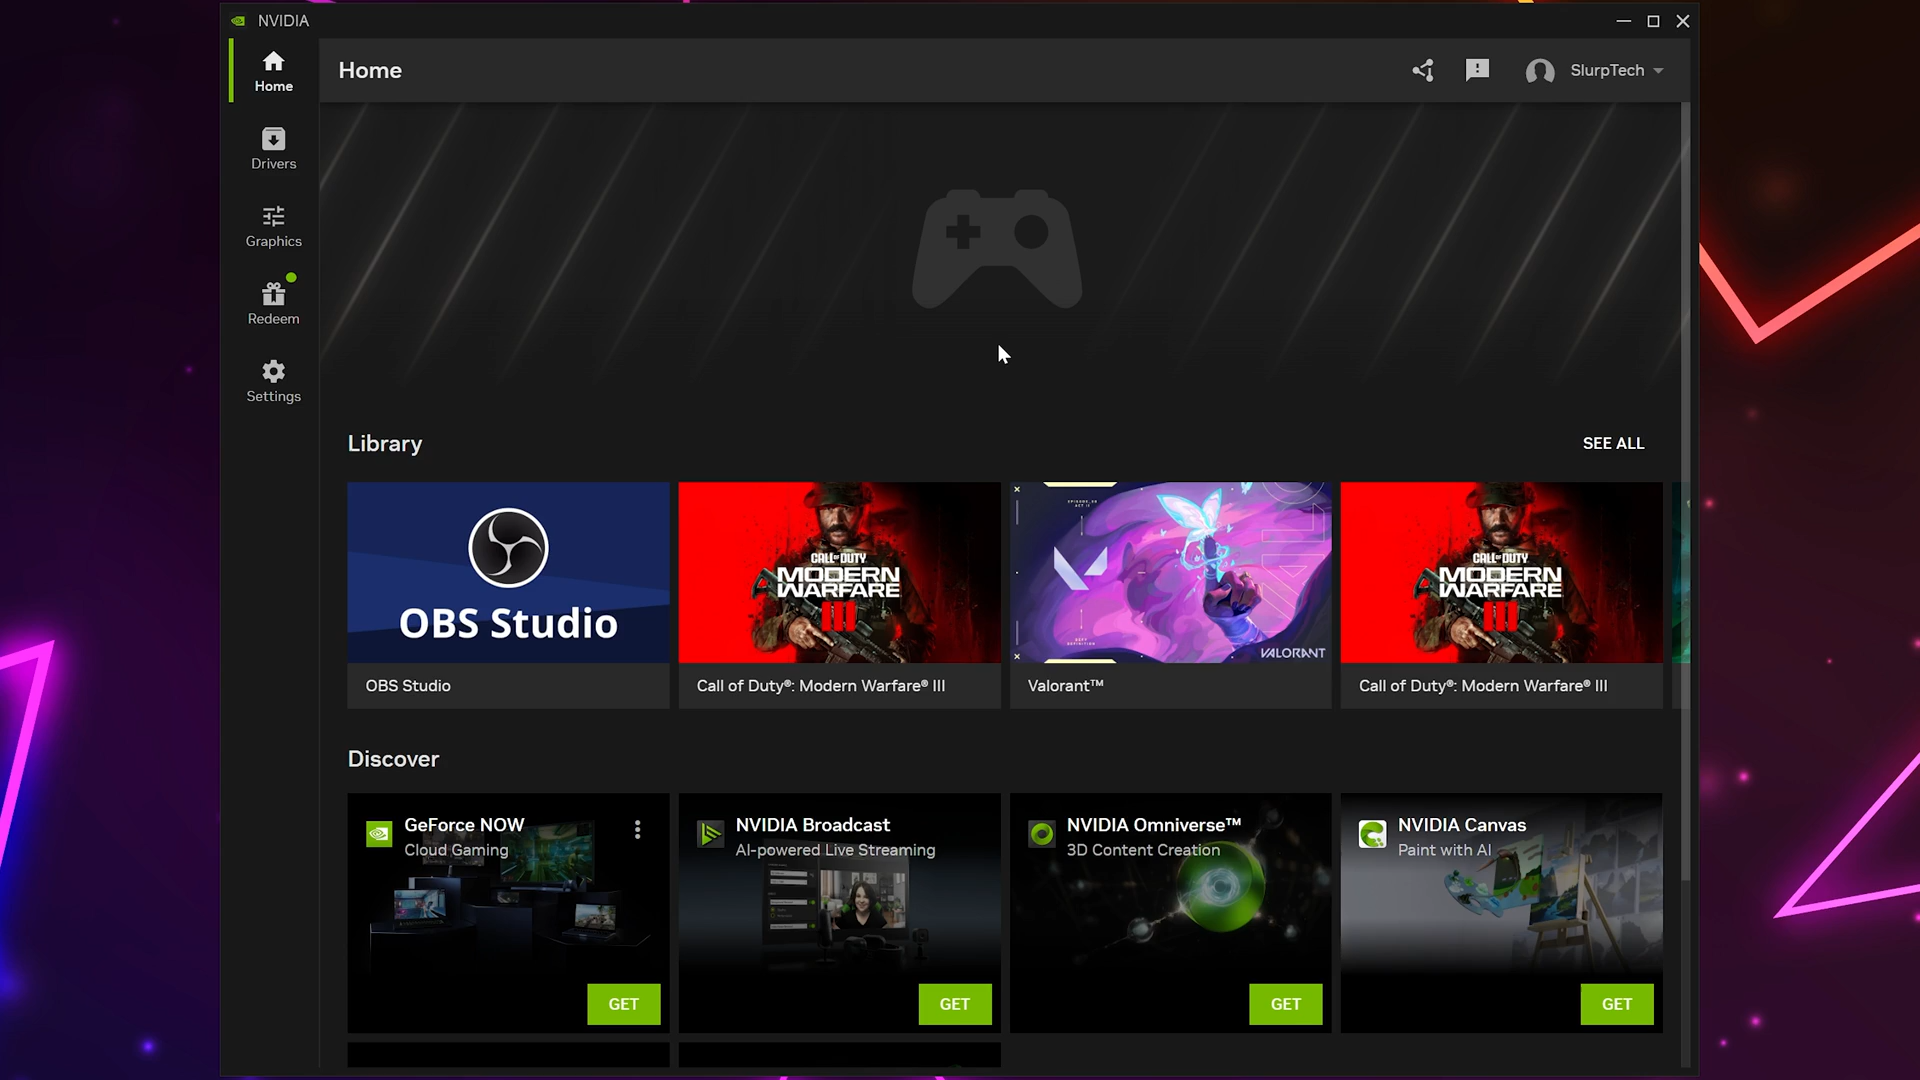 NVIDIA
Home
Home
SlurpTech
Drivers
Graphics
Redeem
Settings
Library
SEE ALL
OBS Studio
CALL OF DUTY
MODERN
WARFARE
III
VALORANT
CALL OF DUTY
MODERN
WARFARE
III
OBS Studio
Call of Duty®: Modern Warfare® III
Valorant™
Call of Duty®: Modern Warfare® III
Discover
GeForce NOW
Cloud Gaming
NVIDIA Broadcast
AI-powered Live Streaming
NVIDIA Omniverse™
3D Content Creation
NVIDIA Canvas
Paint with AI
GET
GET
GET
GET